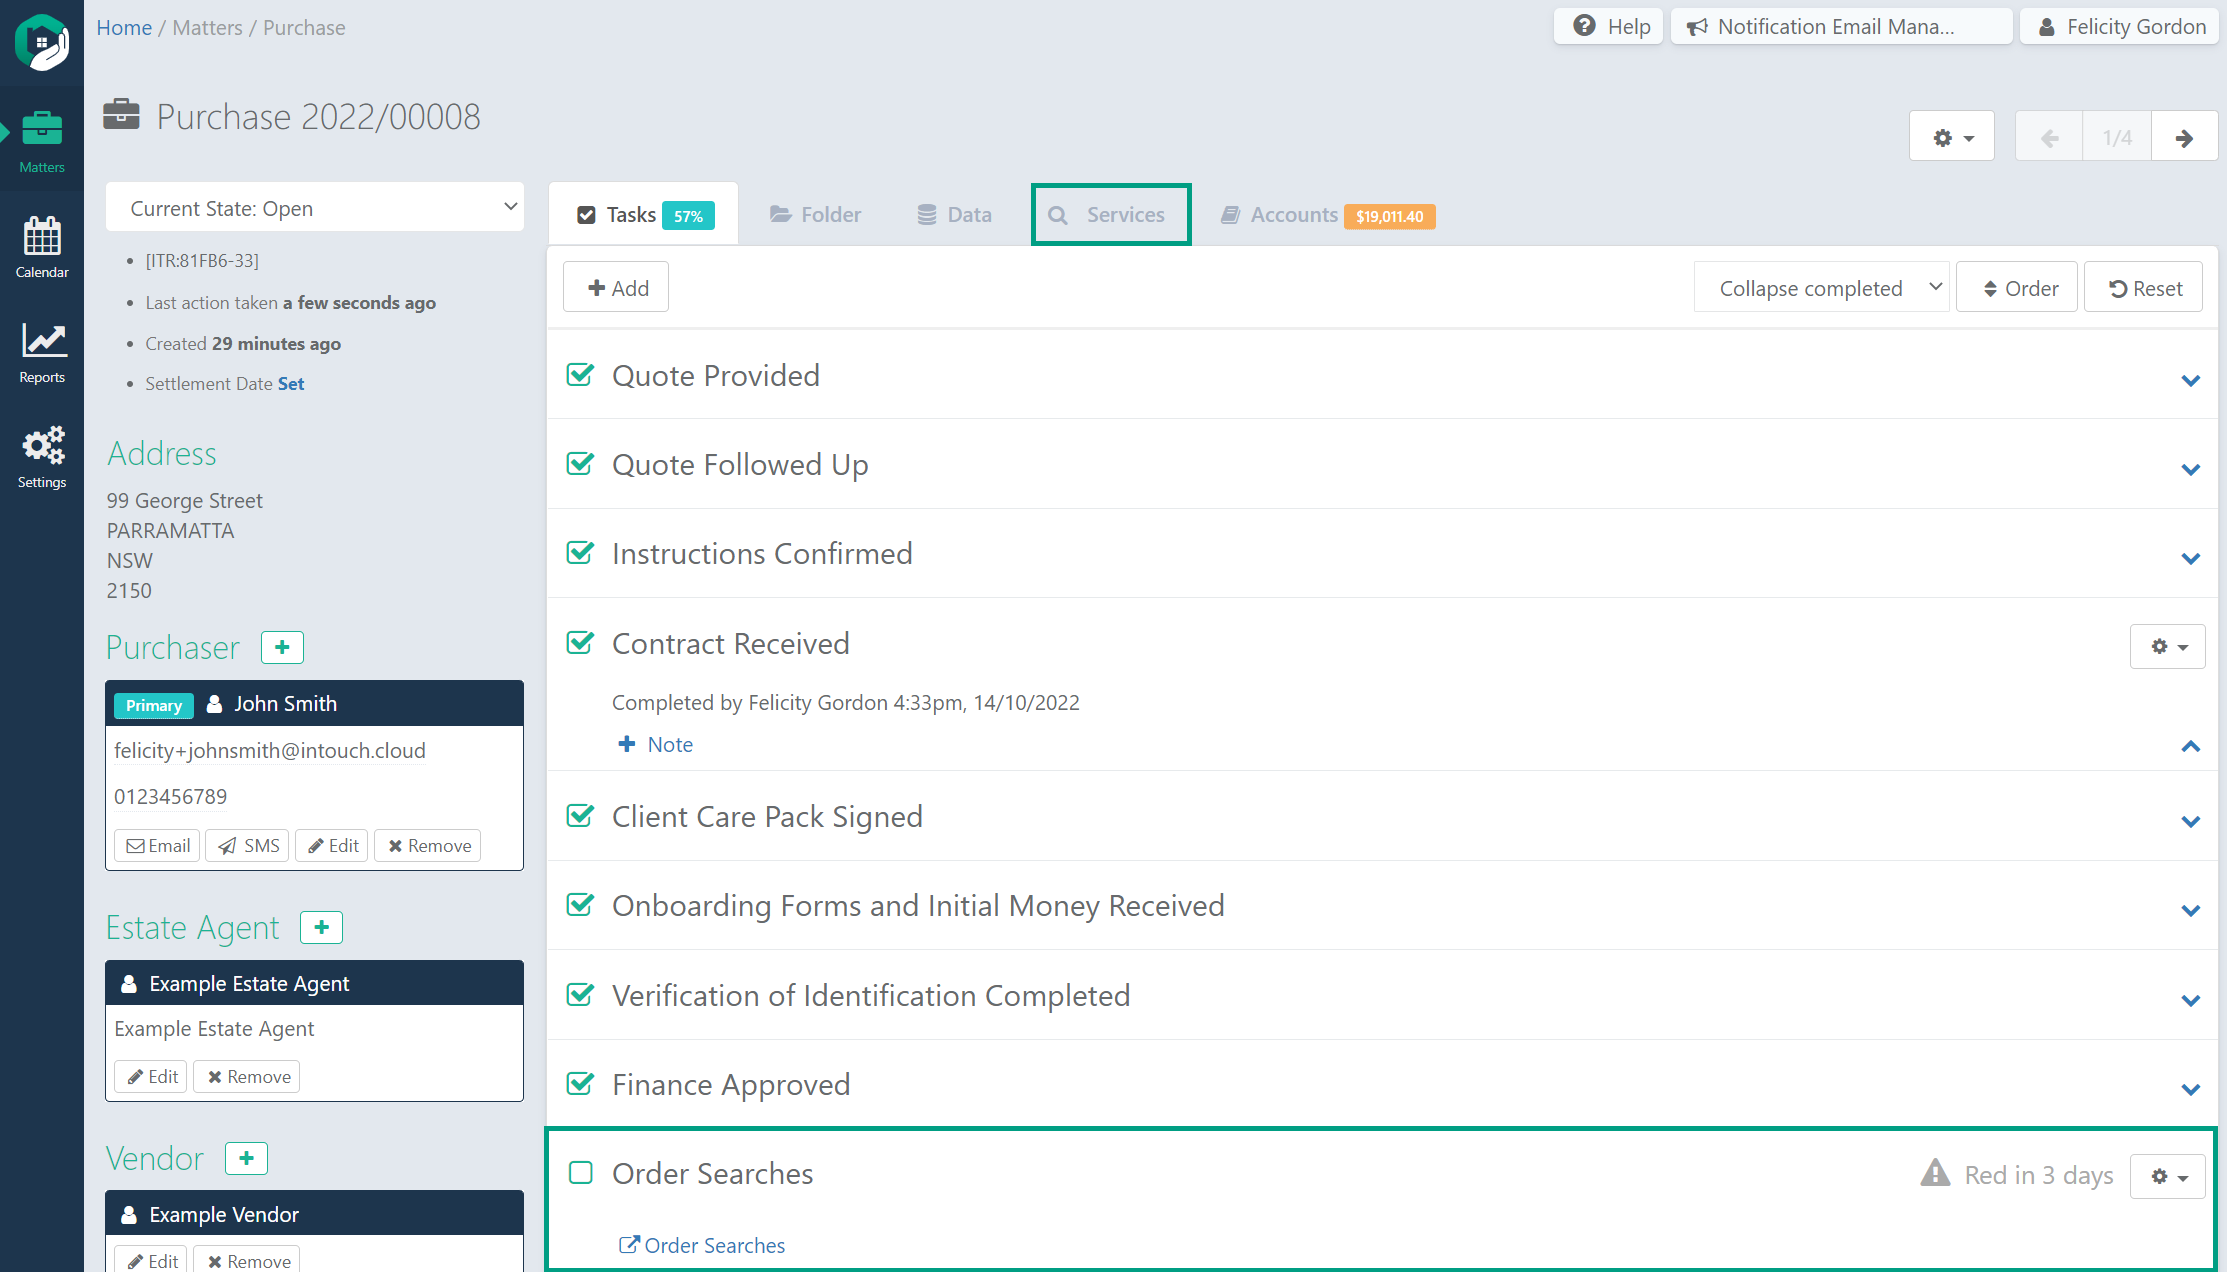 Home / Matters / Purchase
Help
Notification Email Mana...
Felicity Gordon
Matters
Calendar
Reports
Settings
Purchase 2022/00008
1/4
Current State: Open
[ITR:81FB6-33]
Last action taken a few seconds ago
Created 29 minutes ago
Settlement Date Set
Address
99 George Street
PARRAMATTA
NSW
2150
Purchaser
Primary John Smith
felicity+johnsmith@intouch.cloud
0123456789
Email SMS Edit Remove
Estate Agent
Example Estate Agent
Example Estate Agent
Edit Remove
Vendor
Example Vendor
Edit Remove
Tasks 57% Folder Data Services Accounts $19,011.40
Add Collapse completed Order Reset
Quote Provided
Quote Followed Up
Instructions Confirmed
Contract Received
Completed by Felicity Gordon 4:33pm, 14/10/2022
Note
Client Care Pack Signed
Onboarding Forms and Initial Money Received
Verification of Identification Completed
Finance Approved
Order Searches Red in 3 days
Order Searches